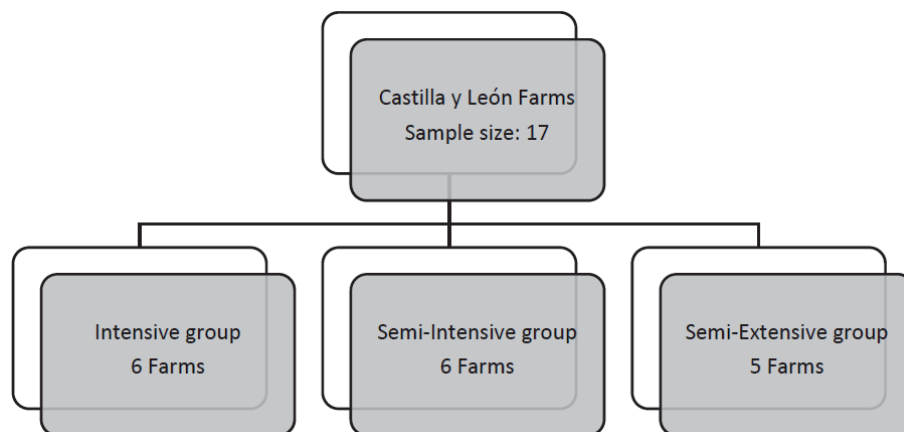 Castilla y León Farms
Sample size: 17
Intensive group
6 Farms
Semi-Intensive group
6 Farms
Semi-Extensive group
5 Farms